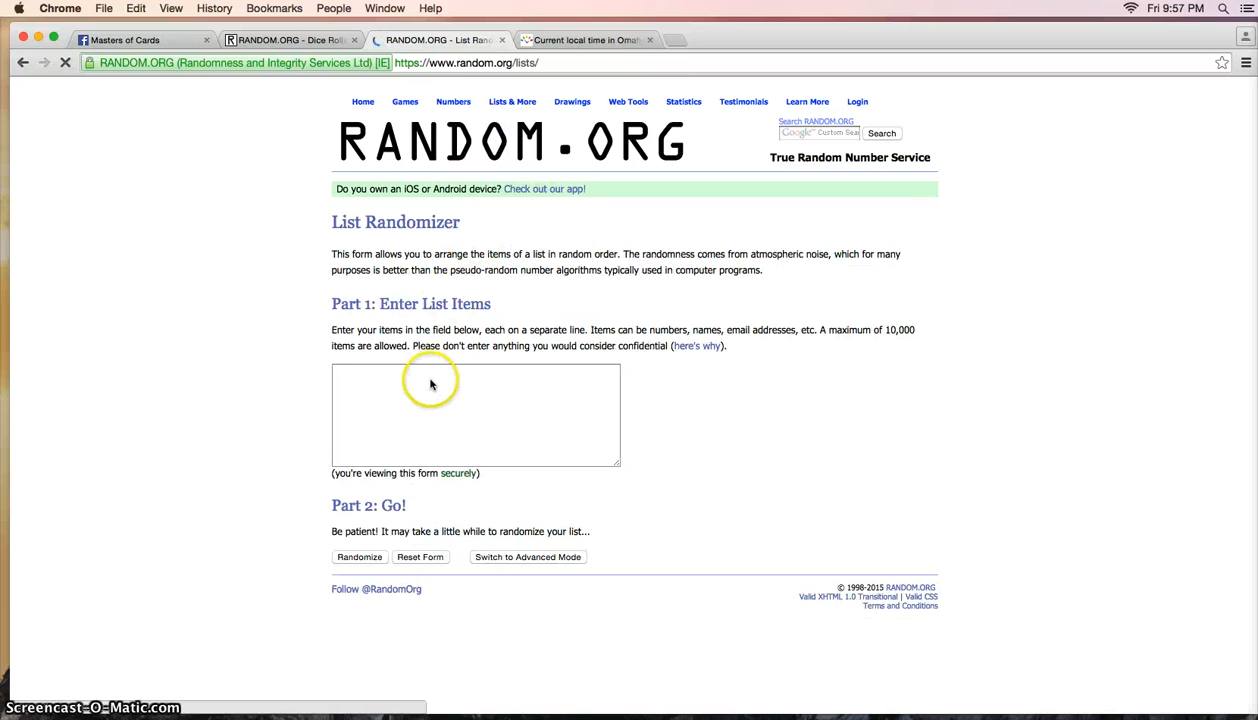 Chrome File Edit View History Bookmarks People Window Help Fri 9:57 PM
Masters of Cards RANDOM.ORG - Dice Roll RANDOM.ORG - List Ran Current local time in Omah
RANDOM.ORG (Randomness and Integrity Services Ltd) [IE] https://www.random.org/lists/
Home Games Numbers Lists & More Drawings Web Tools Statistics Testimonials Learn More Login
Search RANDOM.ORG
Google™ Custom Sea Search
RANDOM.ORG
True Random Number Service
Do you own an iOS or Android device? Check out our app!
List Randomizer
This form allows you to arrange the items of a list in random order. The randomness comes from atmospheric noise, which for many
purposes is better than the pseudo-random number algorithms typically used in computer programs.
Part 1: Enter List Items
Enter your items in the field below, each on a separate line. Items can be numbers, names, email addresses, etc. A maximum of 10,000
items are allowed. Please don't enter anything you would consider confidential (here's why).
(you're viewing this form securely)
Part 2: Go!
Be patient! It may take a little while to randomize your list...
Randomize Reset Form Switch to Advanced Mode
Follow @RandomOrg
© 1998-2015 RANDOM.ORG
Valid XHTML 1.0 Transitional | Valid CSS
Terms and Conditions
Screencast-O-Matic.com